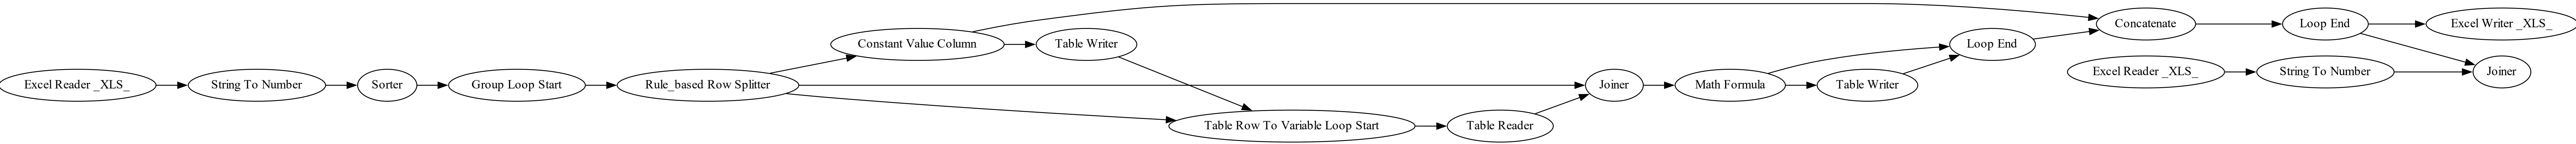 Excel Reader _XLS_
String To Number
Sorter
Group Loop Start
Rule_based Row Splitter
Constant Value Column
Table Writer
Table Row To Variable Loop Start
Table Reader
Joiner
Math Formula
Table Writer
Loop End
Concatenate
Loop End
Excel Writer _XLS_
Excel Reader _XLS_
String To Number
Joiner